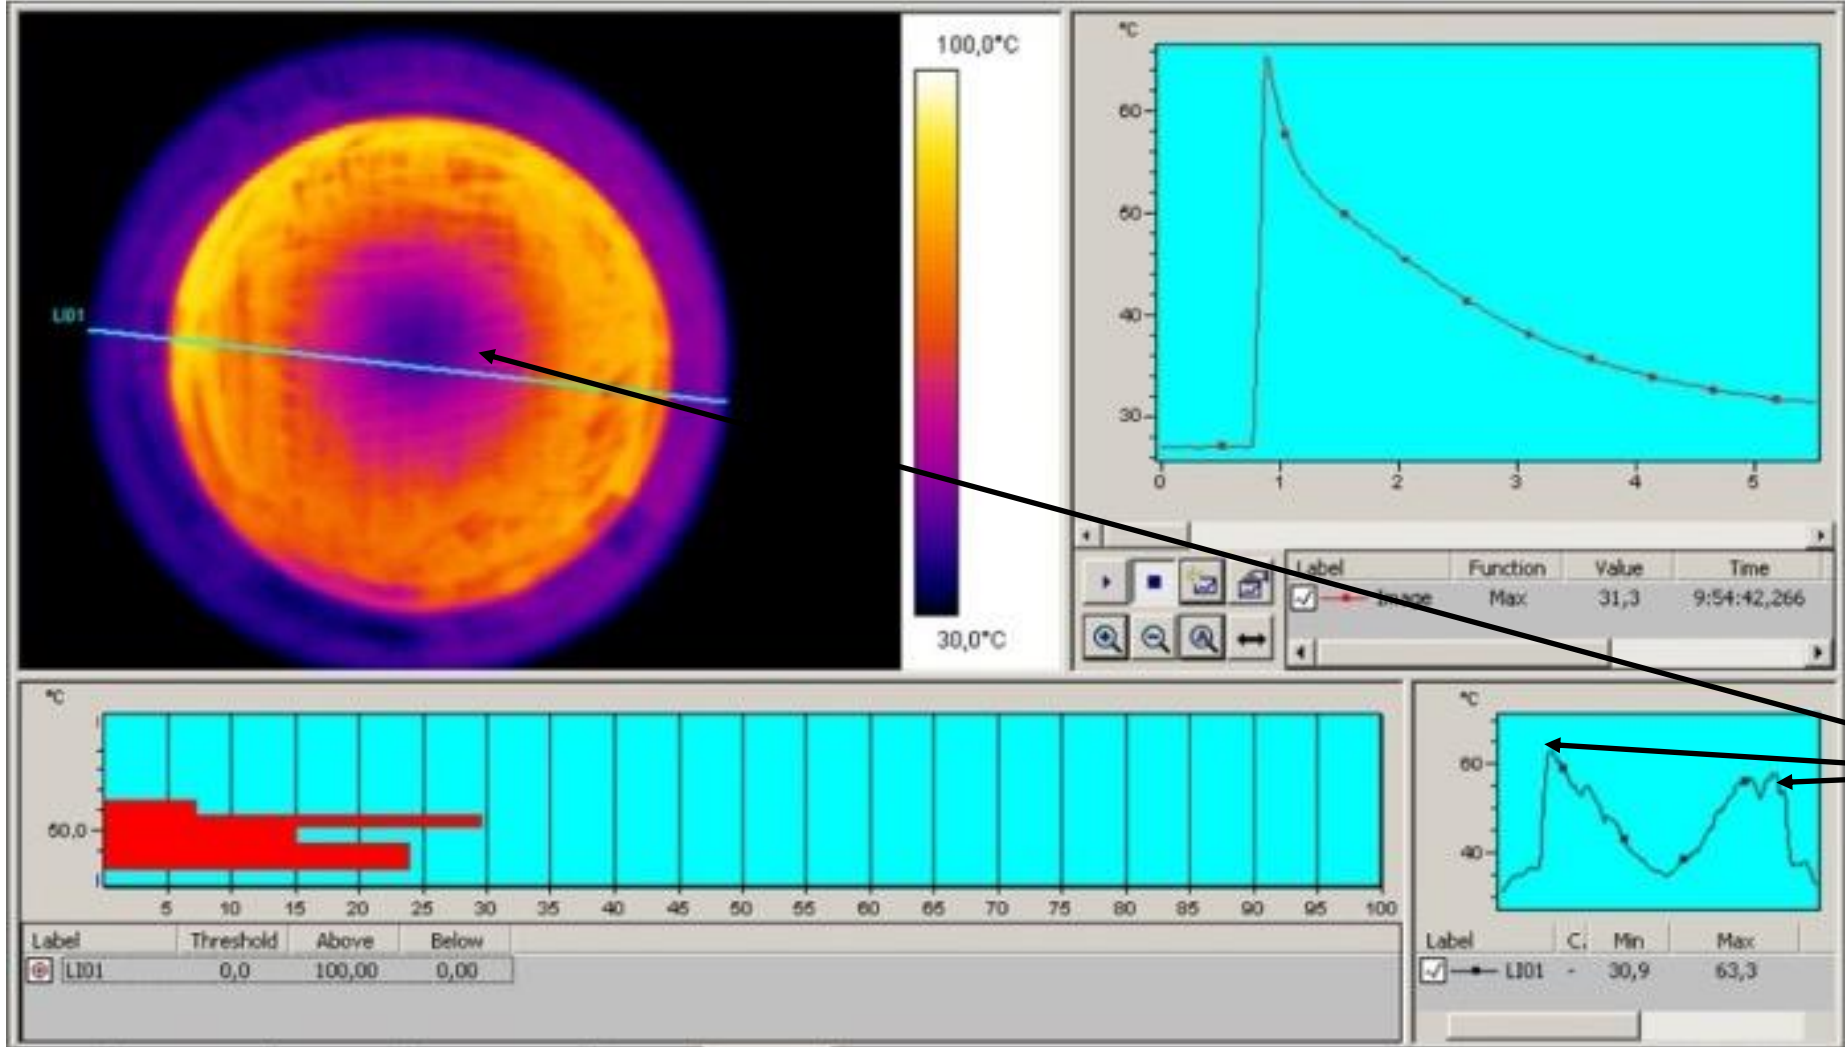 100,0°C
30,0°C
LI01
°C
60
50
40
30
0 1 2 3 4 5
Label Function Value Time
Image Max 31,3 9:54:42,266
°C
50,0
5 10 15 20 25 30 35 40 45 50 55 60 65 70 75 80 85 90 95 100
Label Threshold Above Below
LI01 0,0 100,00 0,00
°C
60
40
Label C. Min Max
LI01 - 30,9 63,3